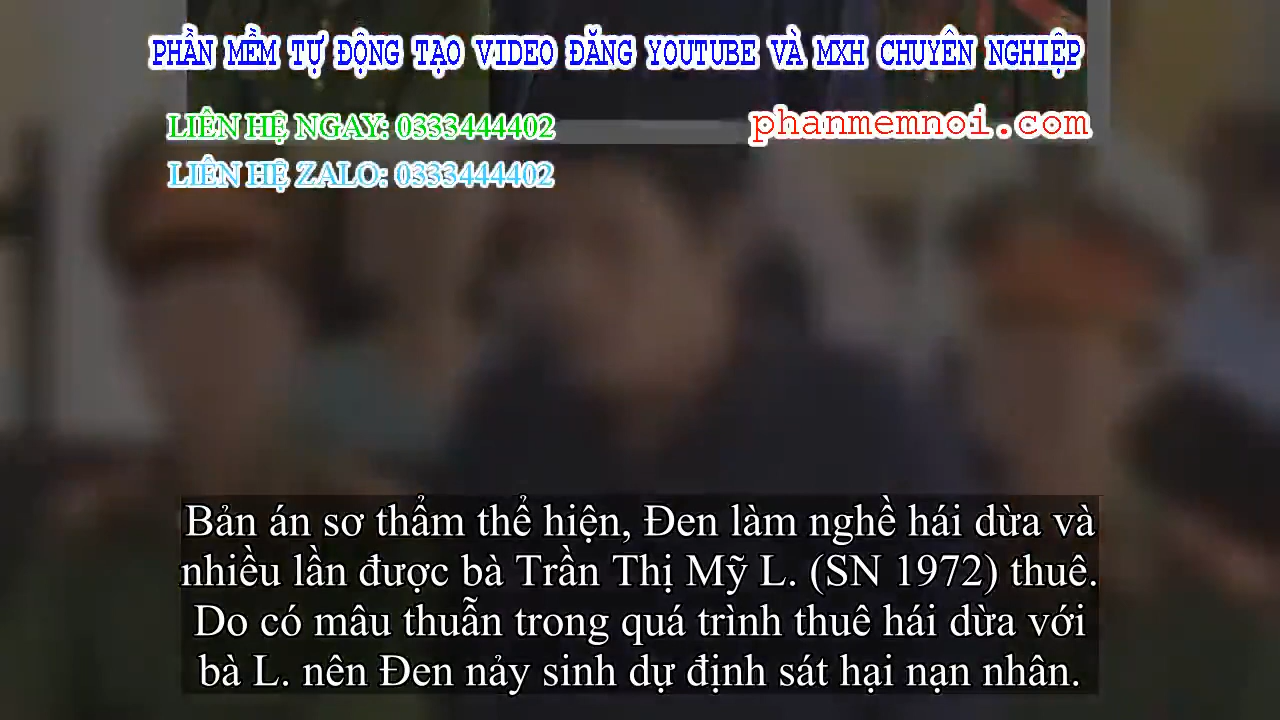 PHẦN MỀM TỰ ĐỘNG TẠO VIDEO ĐĂNG YOUTUBE VÀ MXH CHUYÊN NGHIỆP
LIÊN HỆ NGAY: 0333444402
phanmemnoi.com
LIÊN HỆ ZALO: 0333444402
Bản án sơ thẩm thể hiện, Đen làm nghề hái dừa và
nhiều lần được bà Trần Thị Mỹ L. (SN 1972) thuê.
Do có mâu thuẫn trong quá trình thuê hái dừa với
bà L. nên Đen nảy sinh dự định sát hại nạn nhân.